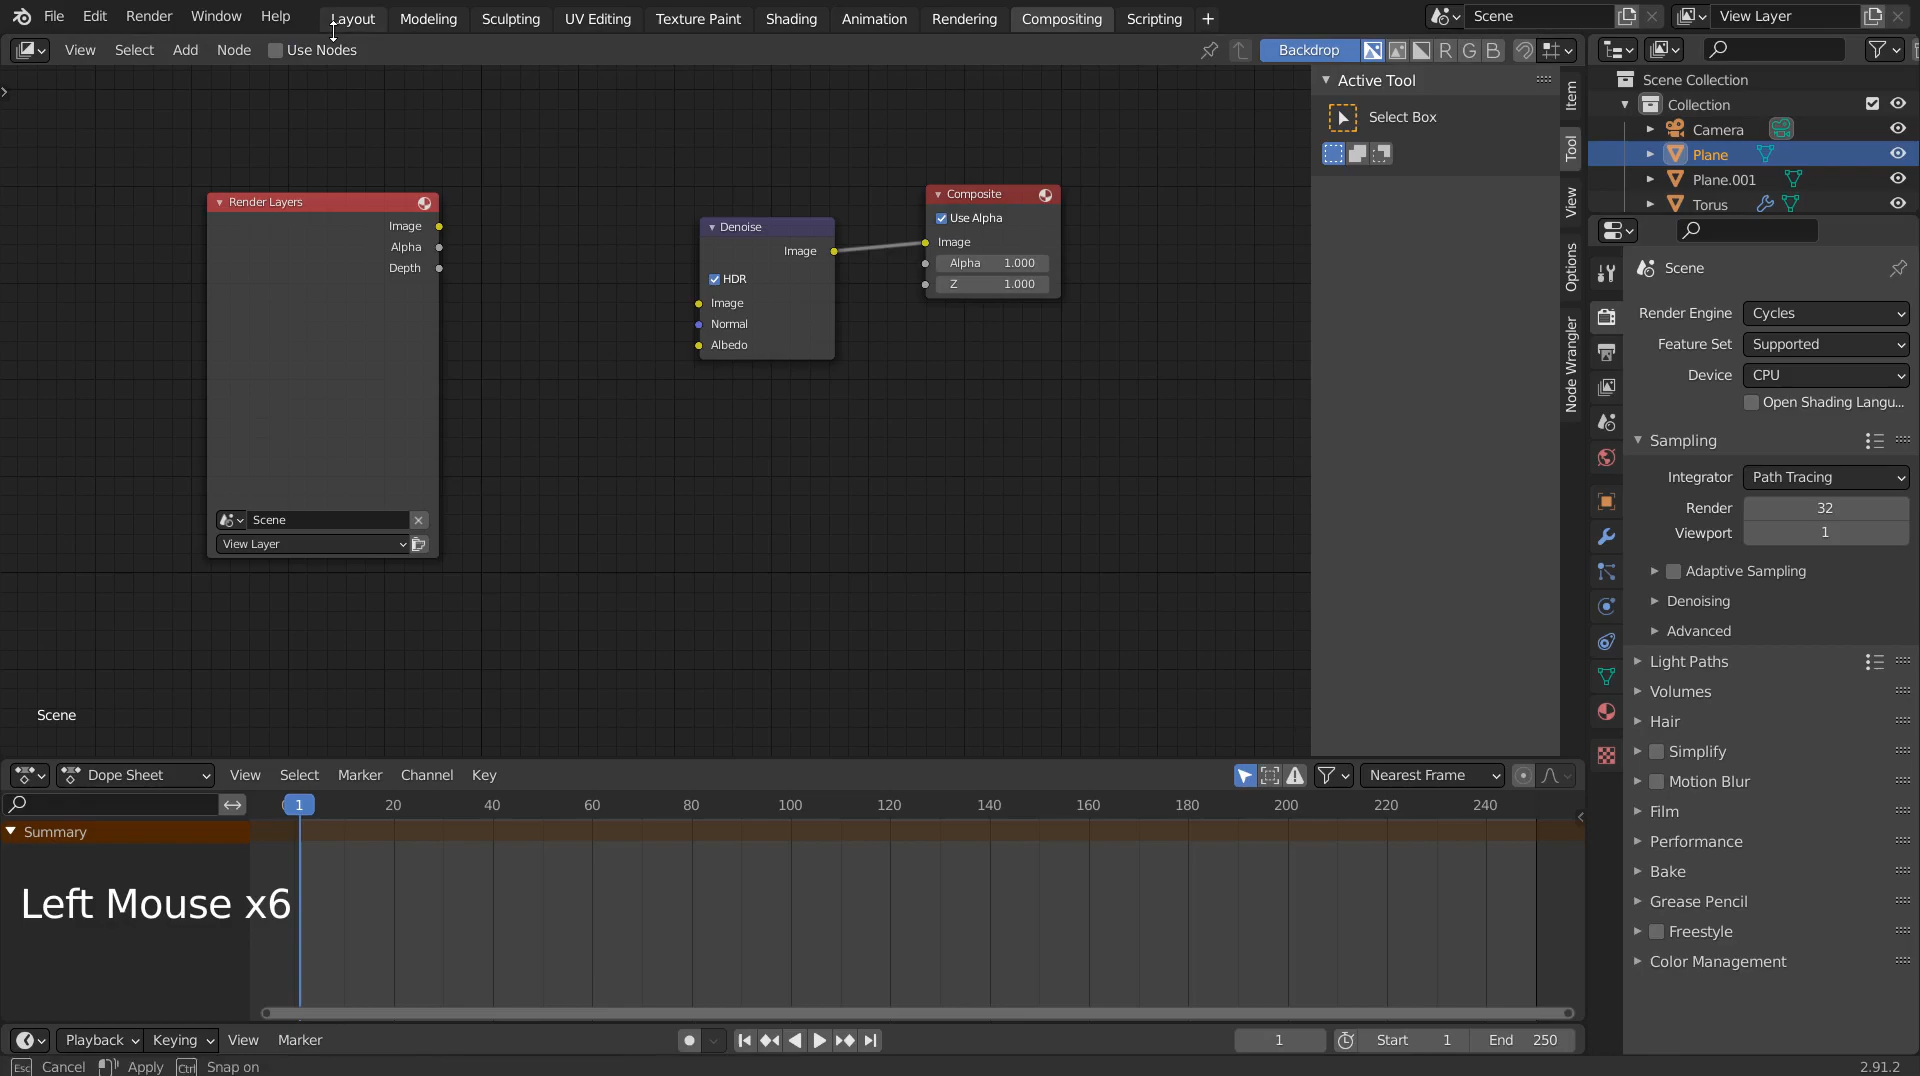 File Edit Render Window Help Layout Modeling Sculpting UV Editing Texture Paint Shading Animation Rendering Compositing Scripting + Scene View Layer
View Select Add Node Use Nodes Backdrop R G B
Active Tool
Select Box
Item
Tool
View
Options
Node Wrangler
Render Layers
Image
Alpha
Depth
Scene
View Layer
Denoise
Image
HDR
Image
Normal
Albedo
Composite
Use Alpha
Image
Alpha 1.000
Z 1.000
Scene
Scene Collection
Collection
Camera
Plane
Plane.001
Torus
Scene
Render Engine Cycles
Feature Set Supported
Device CPU
Open Shading Langu...
Sampling
Integrator Path Tracing
Render 32
Viewport 1
Adaptive Sampling
Denoising
Advanced
Light Paths
Volumes
Hair
Simplify
Motion Blur
Film
Performance
Bake
Grease Pencil
Freestyle
Color Management
Dope Sheet View Select Marker Channel Key Nearest Frame
1 20 40 60 80 100 120 140 160 180 200 220 240
Summary
Left Mouse x6
Playback Keying View Marker 1 Start 1 End 250
Esc Cancel Apply Ctrl Snap on 2.91.2